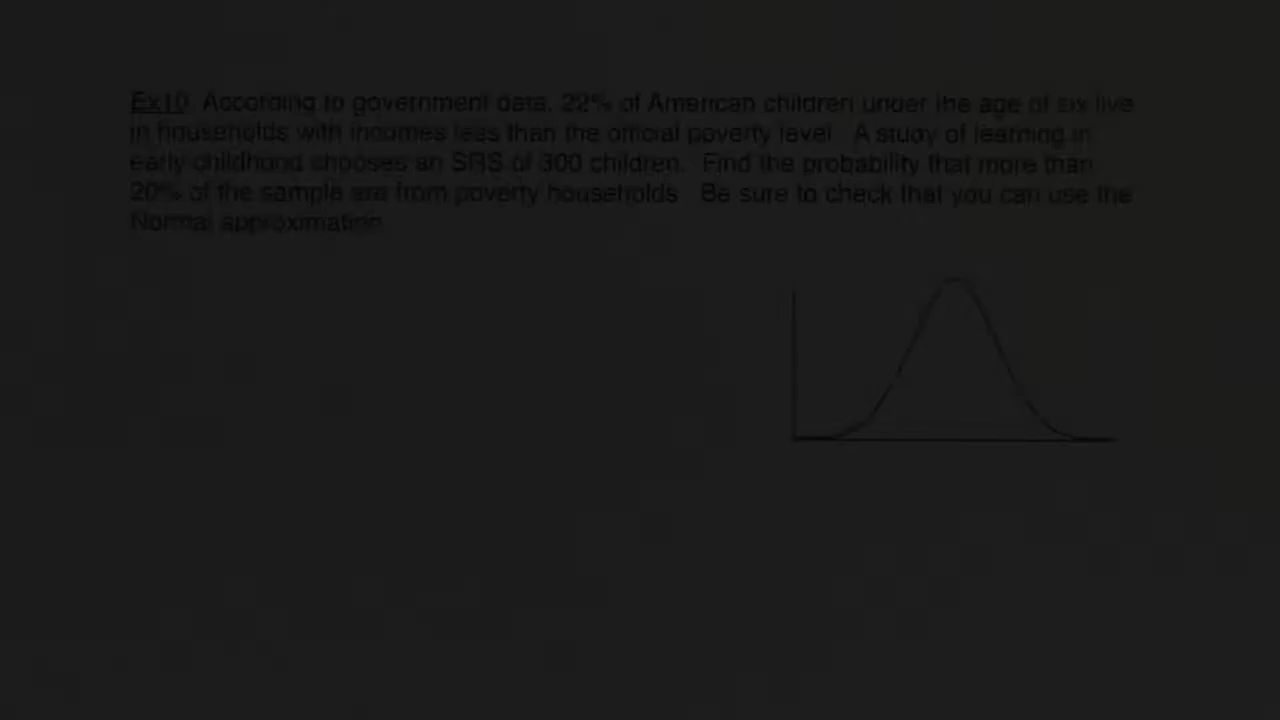 Ex10 According to government data, 22% of American children under the age of six live
in households with incomes less than the official poverty level. A study of learning in
early childhood chooses an SRS of 300 children. Find the probability that more than
20% of the sample are from poverty households. Be sure to check that you can use the
Normal approximation.